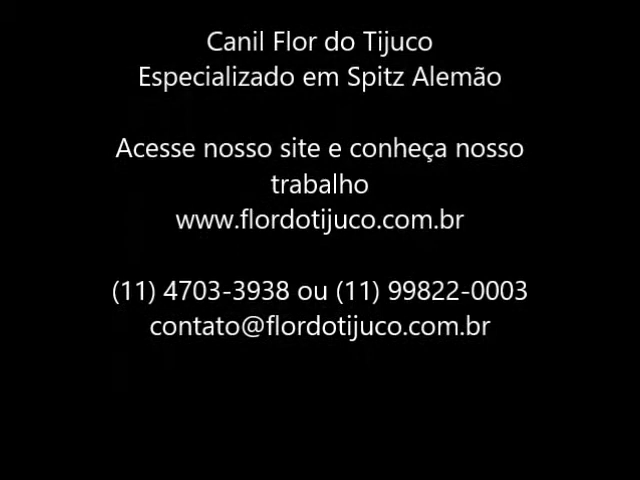 Canil Flor do Tijuco
Especializado em Spitz Alemão
Acesse nosso site e conheça nosso
trabalho
www.flordotijuco.com.br
(11) 4703-3938 ou (11) 99822-0003
contato@flordotijuco.com.br